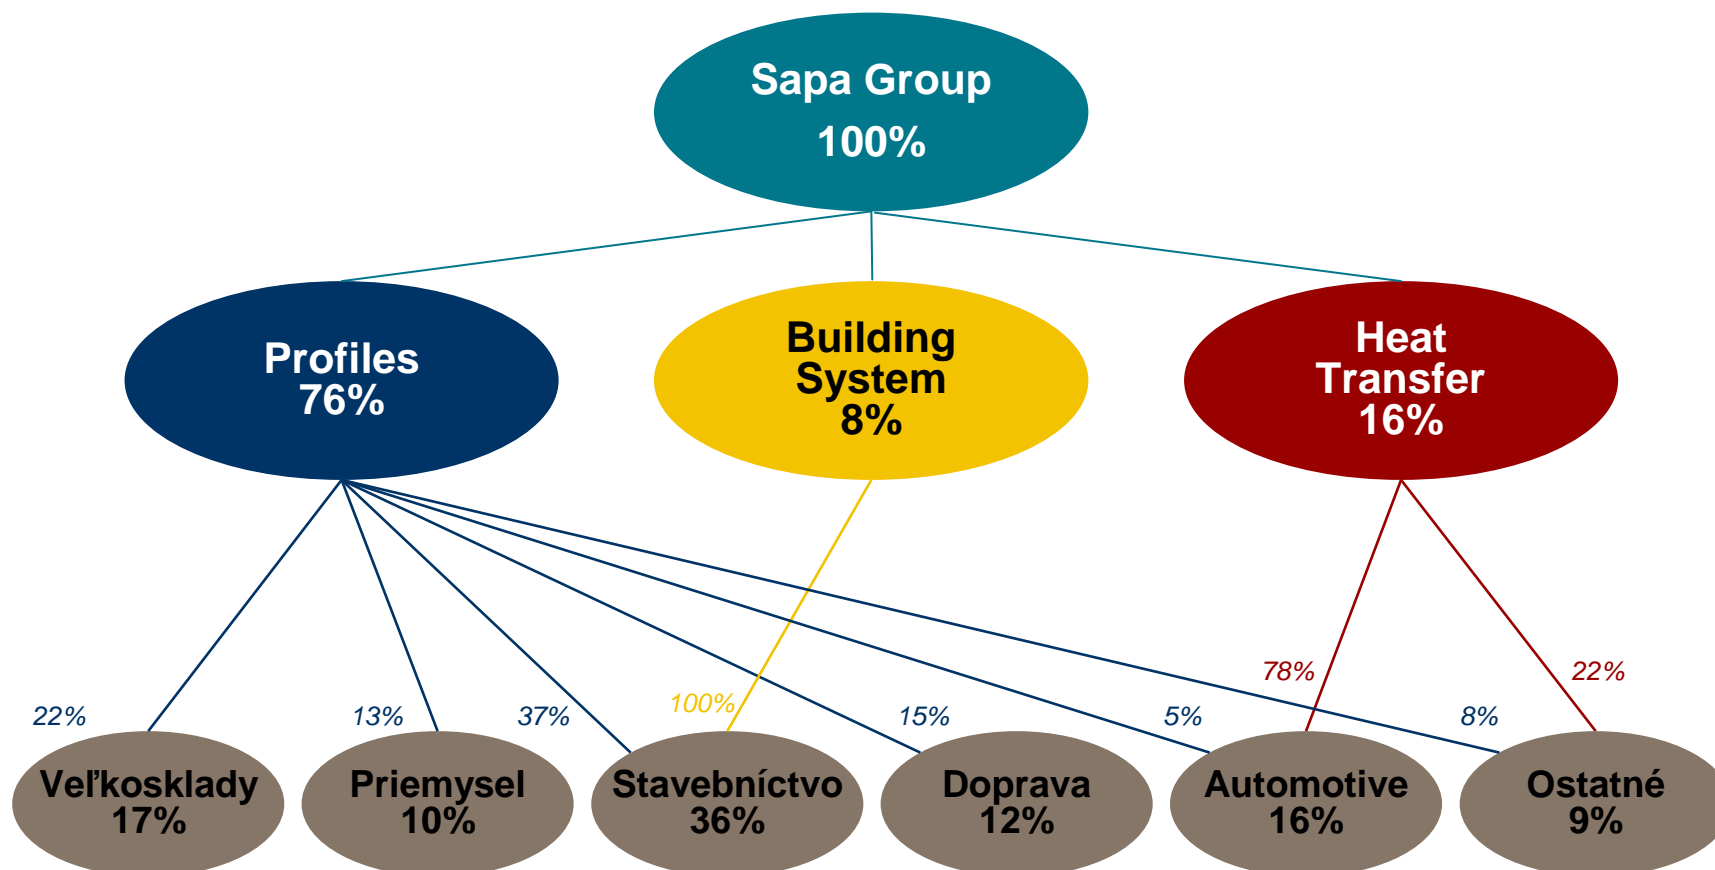 Sapa Group
100%
Profiles
76%
Building
System
8%
Heat
Transfer
16%
22%
13%
37%
100%
15%
5%
78%
8%
22%
Veľkosklady
17%
Priemysel
10%
Stavebníctvo
36%
Doprava
12%
Automotive
16%
Ostatné
9%